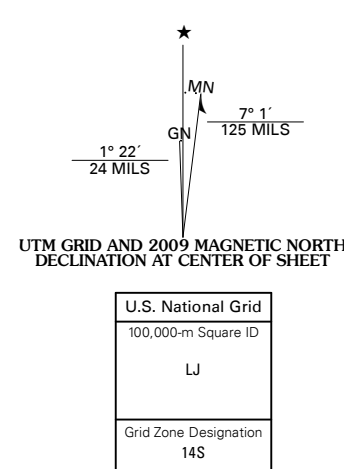 ★
.MN
GN
7° 1´
125 MILS
1° 22´
24 MILS
UTM GRID AND 2009 MAGNETIC NORTH
DECLINATION AT CENTER OF SHEET
U.S. National Grid
100,000-m Square ID
LJ
Grid Zone Designation
14S